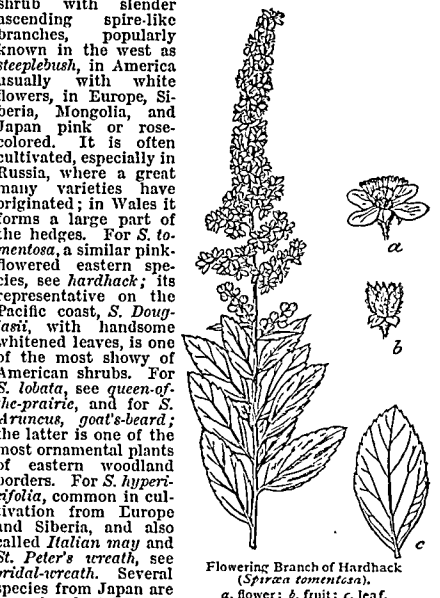 shrub with slender
ascending spire-like
branches, popularly
known in the west as
steeplebush, in America
usually with white
flowers, in Europe, Si-
beria, Mongolia, and
Japan pink or rose-
colored. It is often
cultivated, especially in
Russia, where a great
many varieties have
originated; in Wales it
forms a large part of
the hedges. For S. to-
mentosa, a similar pink-
flowered eastern spe-
cies, see hardhack; its
representative on the
Pacific coast, S. Doug-
lasii, with handsome
whitened leaves, is one
of the most showy of
American shrubs. For
S. lobata, see queen-of-
the-prairie, and for S.
Aruncus, goat's-beard;
the latter is one of the
most ornamental plants
of eastern woodland
borders. For S. hyperi-
cifolia, common in cul-
tivation from Europe
and Siberia, and also
called Italian may and
St. Peter's wreath, see
bridal-wreath. Several
species from Japan are
a
b
c
Flowering Branch of Hardhack
(Spiræa tomentosa).
a, flower; b, fruit; c, leaf.